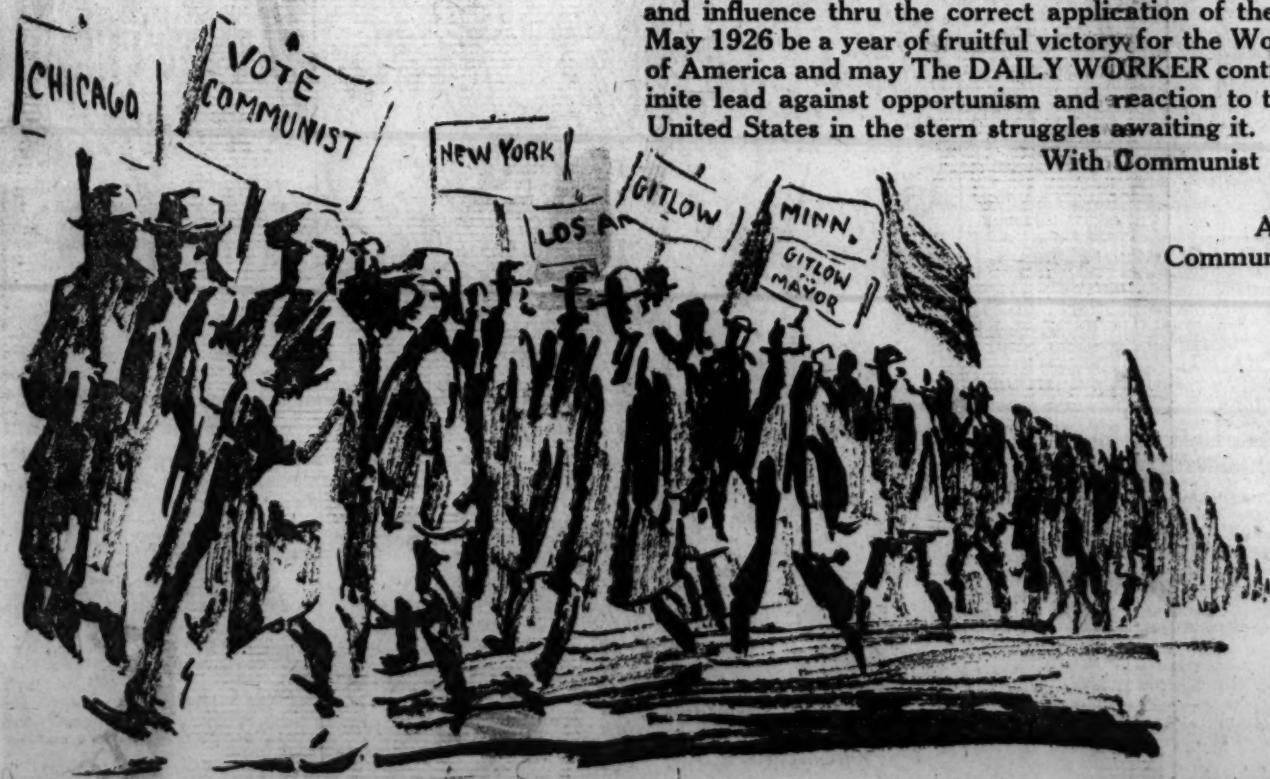 and influence thru the correct application of the
May 1926 be a year of fruitful victory for the Wo
of America and may The DAILY WORKER cont
inite lead against opportunism and reaction to t
United States in the stern struggles awaiting it.
With Communist
A
Commun
CHICAGO
VOTE
COMMUNIST
NEW YORK
LOS AN
GITLOW
MINN.
GITLOW
MAYOR